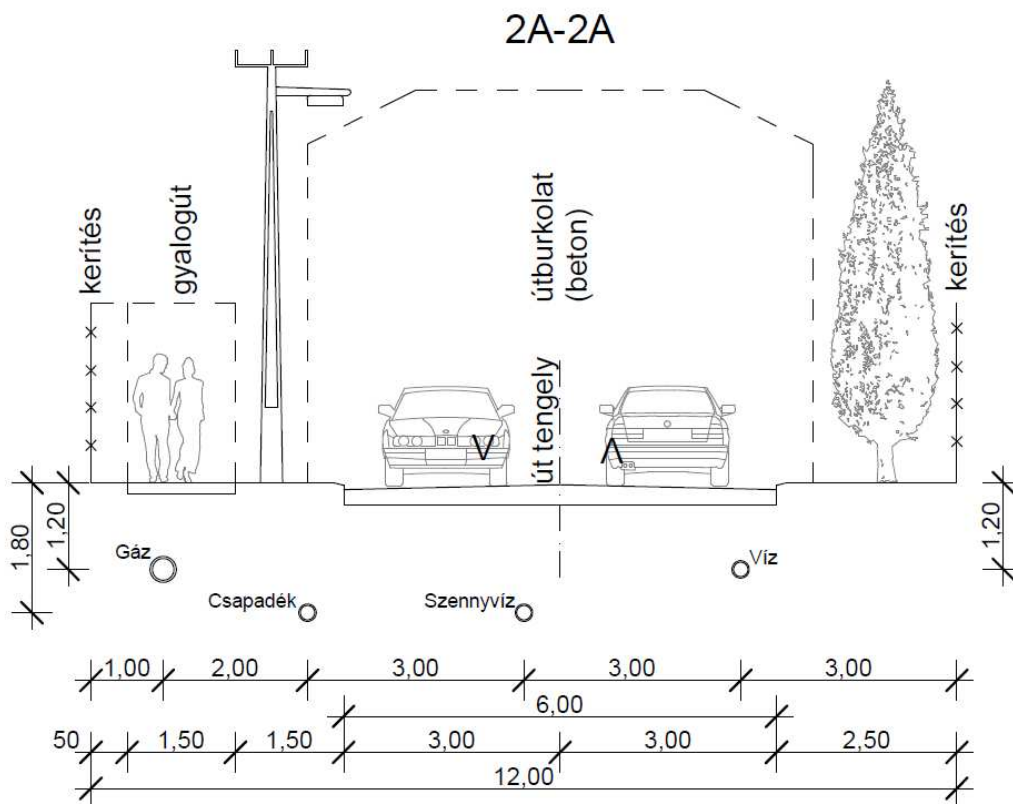 2A-2A
kerítés
gyalogút
útburkolat
(beton)
út tengely
kerítés
V
Λ
1,80
1,20
1,20
Gáz
Víz
Csapadék
Szennyvíz
1,00 2,00 3,00 3,00 3,00
6,00
50 1,50 1,50 3,00 3,00 2,50
12,00